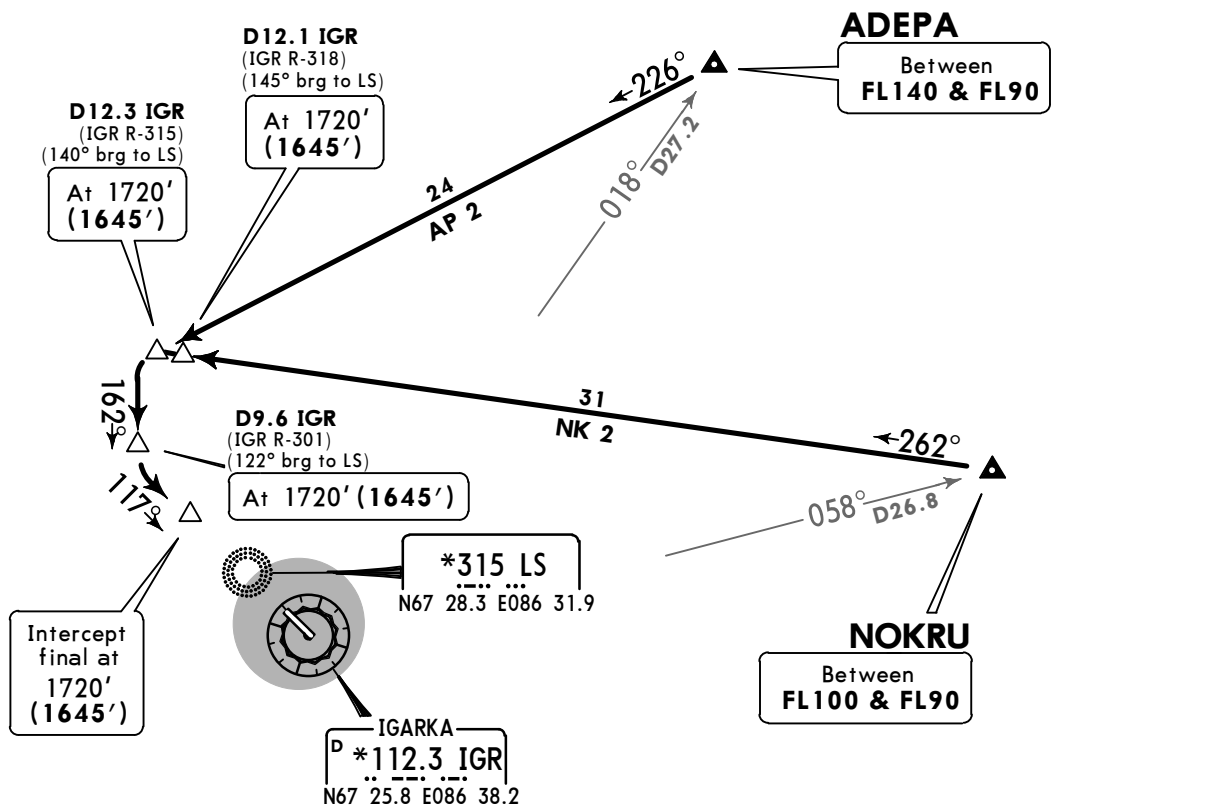 ADEPA
Between
FL140 & FL90
D12.1 IGR
(IGR R-318)
(145° brg to LS)
At 1720'
(1645')
D12.3 IGR
(IGR R-315)
(140° brg to LS)
At 1720'
(1645')
226°
018°
D27.2
24
AP 2
31
NK 2
262°
058°
D26.8
162°
D9.6 IGR
(IGR R-301)
(122° brg to LS)
At 1720' (1645')
117°
*315 LS
N67 28.3 E086 31.9
Intercept
final at
1720'
(1645')
NOKRU
Between
FL100 & FL90
IGARKA
D *112.3 IGR
N67 25.8 E086 38.2